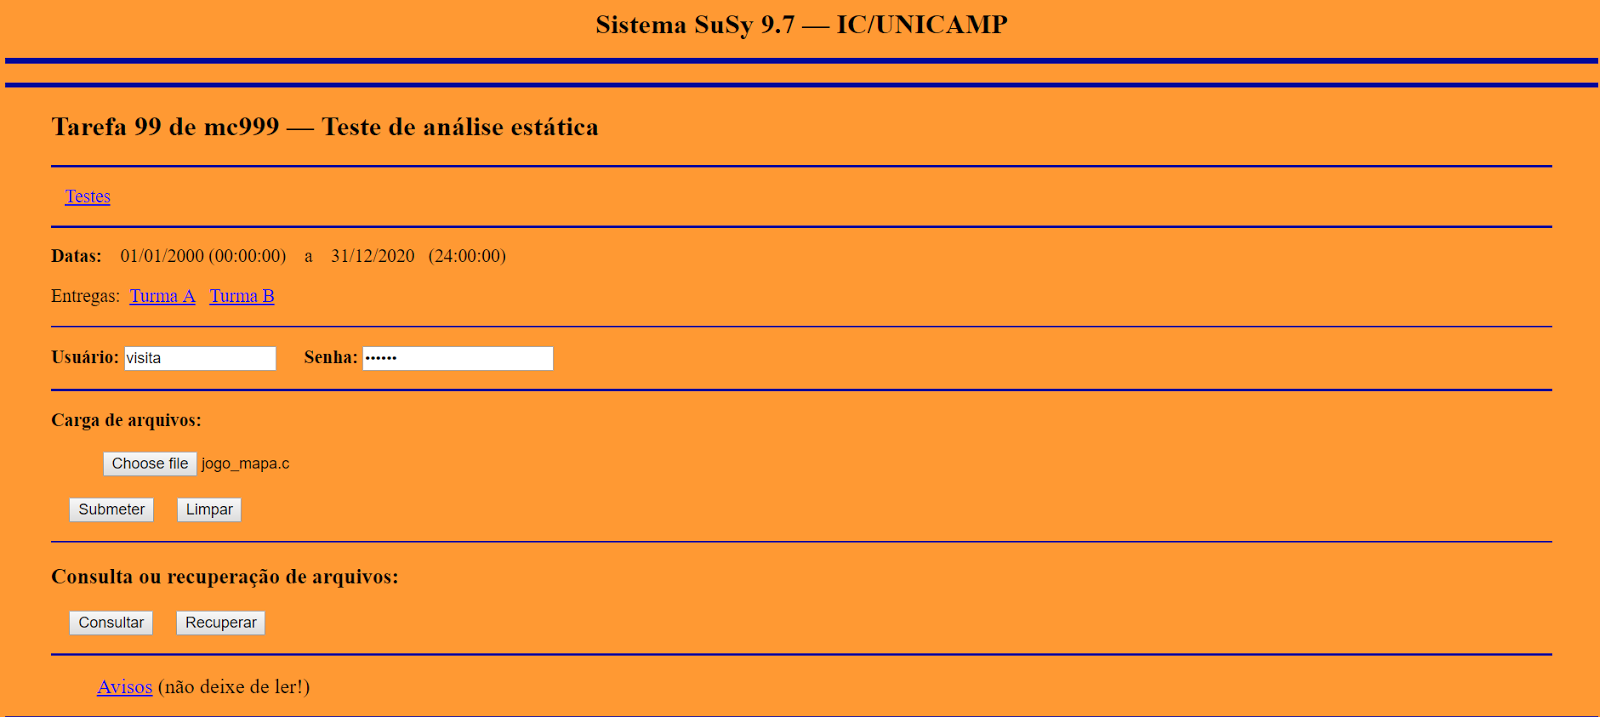 Sistema SuSy 9.7 — IC/UNICAMP
Tarefa 99 de mc999 — Teste de análise estática
Testes
Datas: 01/01/2000 (00:00:00) a 31/12/2020 (24:00:00)
Entregas: Turma A Turma B
Usuário: visita Senha: ••••••
Carga de arquivos:
Choose file jogo_mapa.c
Submeter Limpar
Consulta ou recuperação de arquivos:
Consultar Recuperar
Avisos (não deixe de ler!)